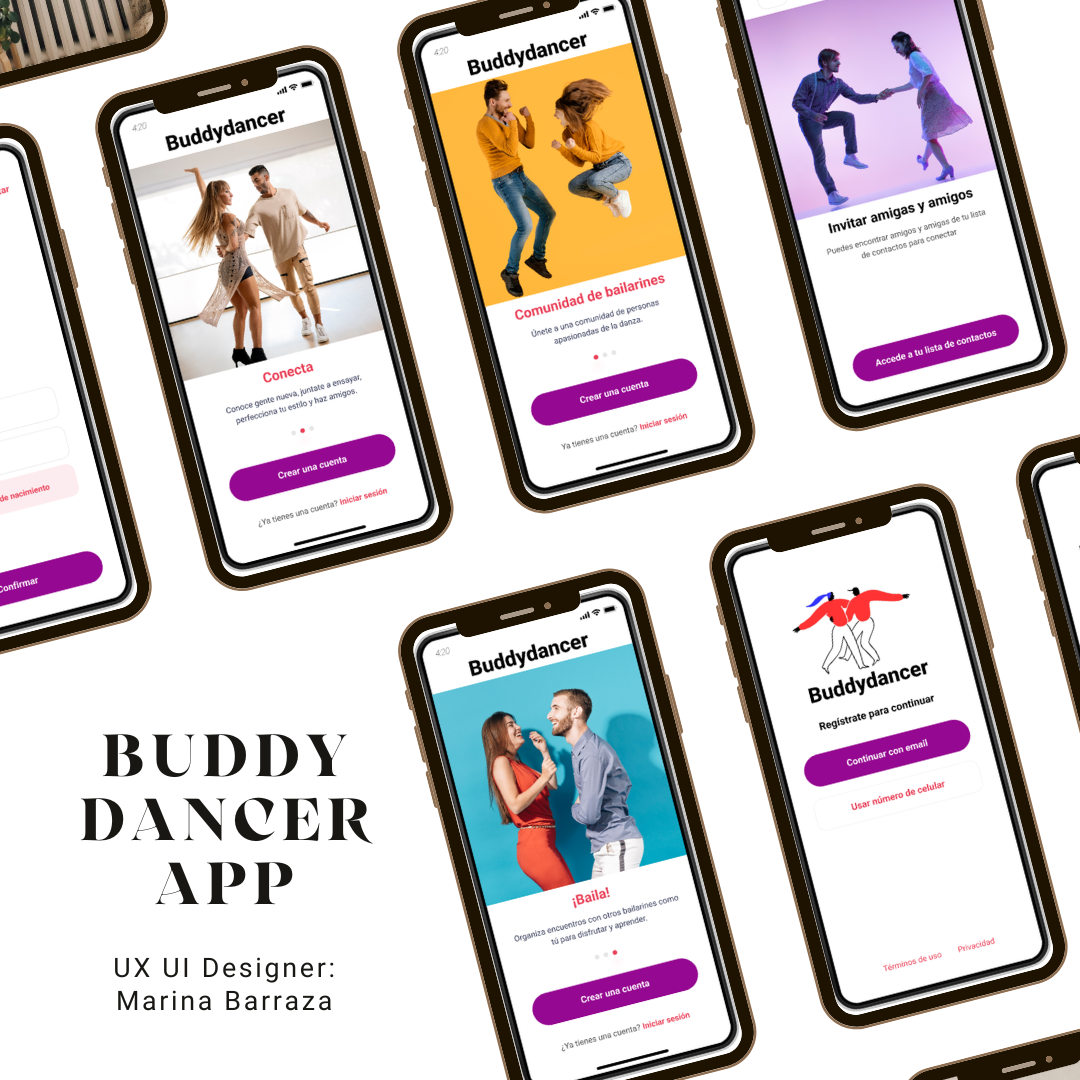 ar
de nacimiento
Confirmar
4:20
Buddydancer
Conecta
Conoce gente nueva, juntate a ensayar,
perfecciona tu estilo y haz amigos.
Crear una cuenta
¿Ya tienes una cuenta? Iniciar sesión
4:20
Buddydancer
Comunidad de bailarines
Únete a una comunidad de personas
apasionadas de la danza.
Crear una cuenta
Ya tienes una cuenta? Iniciar sesión
Invitar amigas y amigos
Puedes encontrar amigos y amigas de tu lista
de contactos para conectar
Accede a tu lista de contactos
BUDDY
DANCER
APP
UX UI Designer:
Marina Barraza
4:20
Buddydancer
¡Baila!
Organiza encuentros con otros bailarines como
tú para disfrutar y aprender.
Crear una cuenta
¿Ya tienes una cuenta? Iniciar sesión
Buddydancer
Registrate para continuar
Continuar con email
Usar número de celular
Términos de uso Privacidad